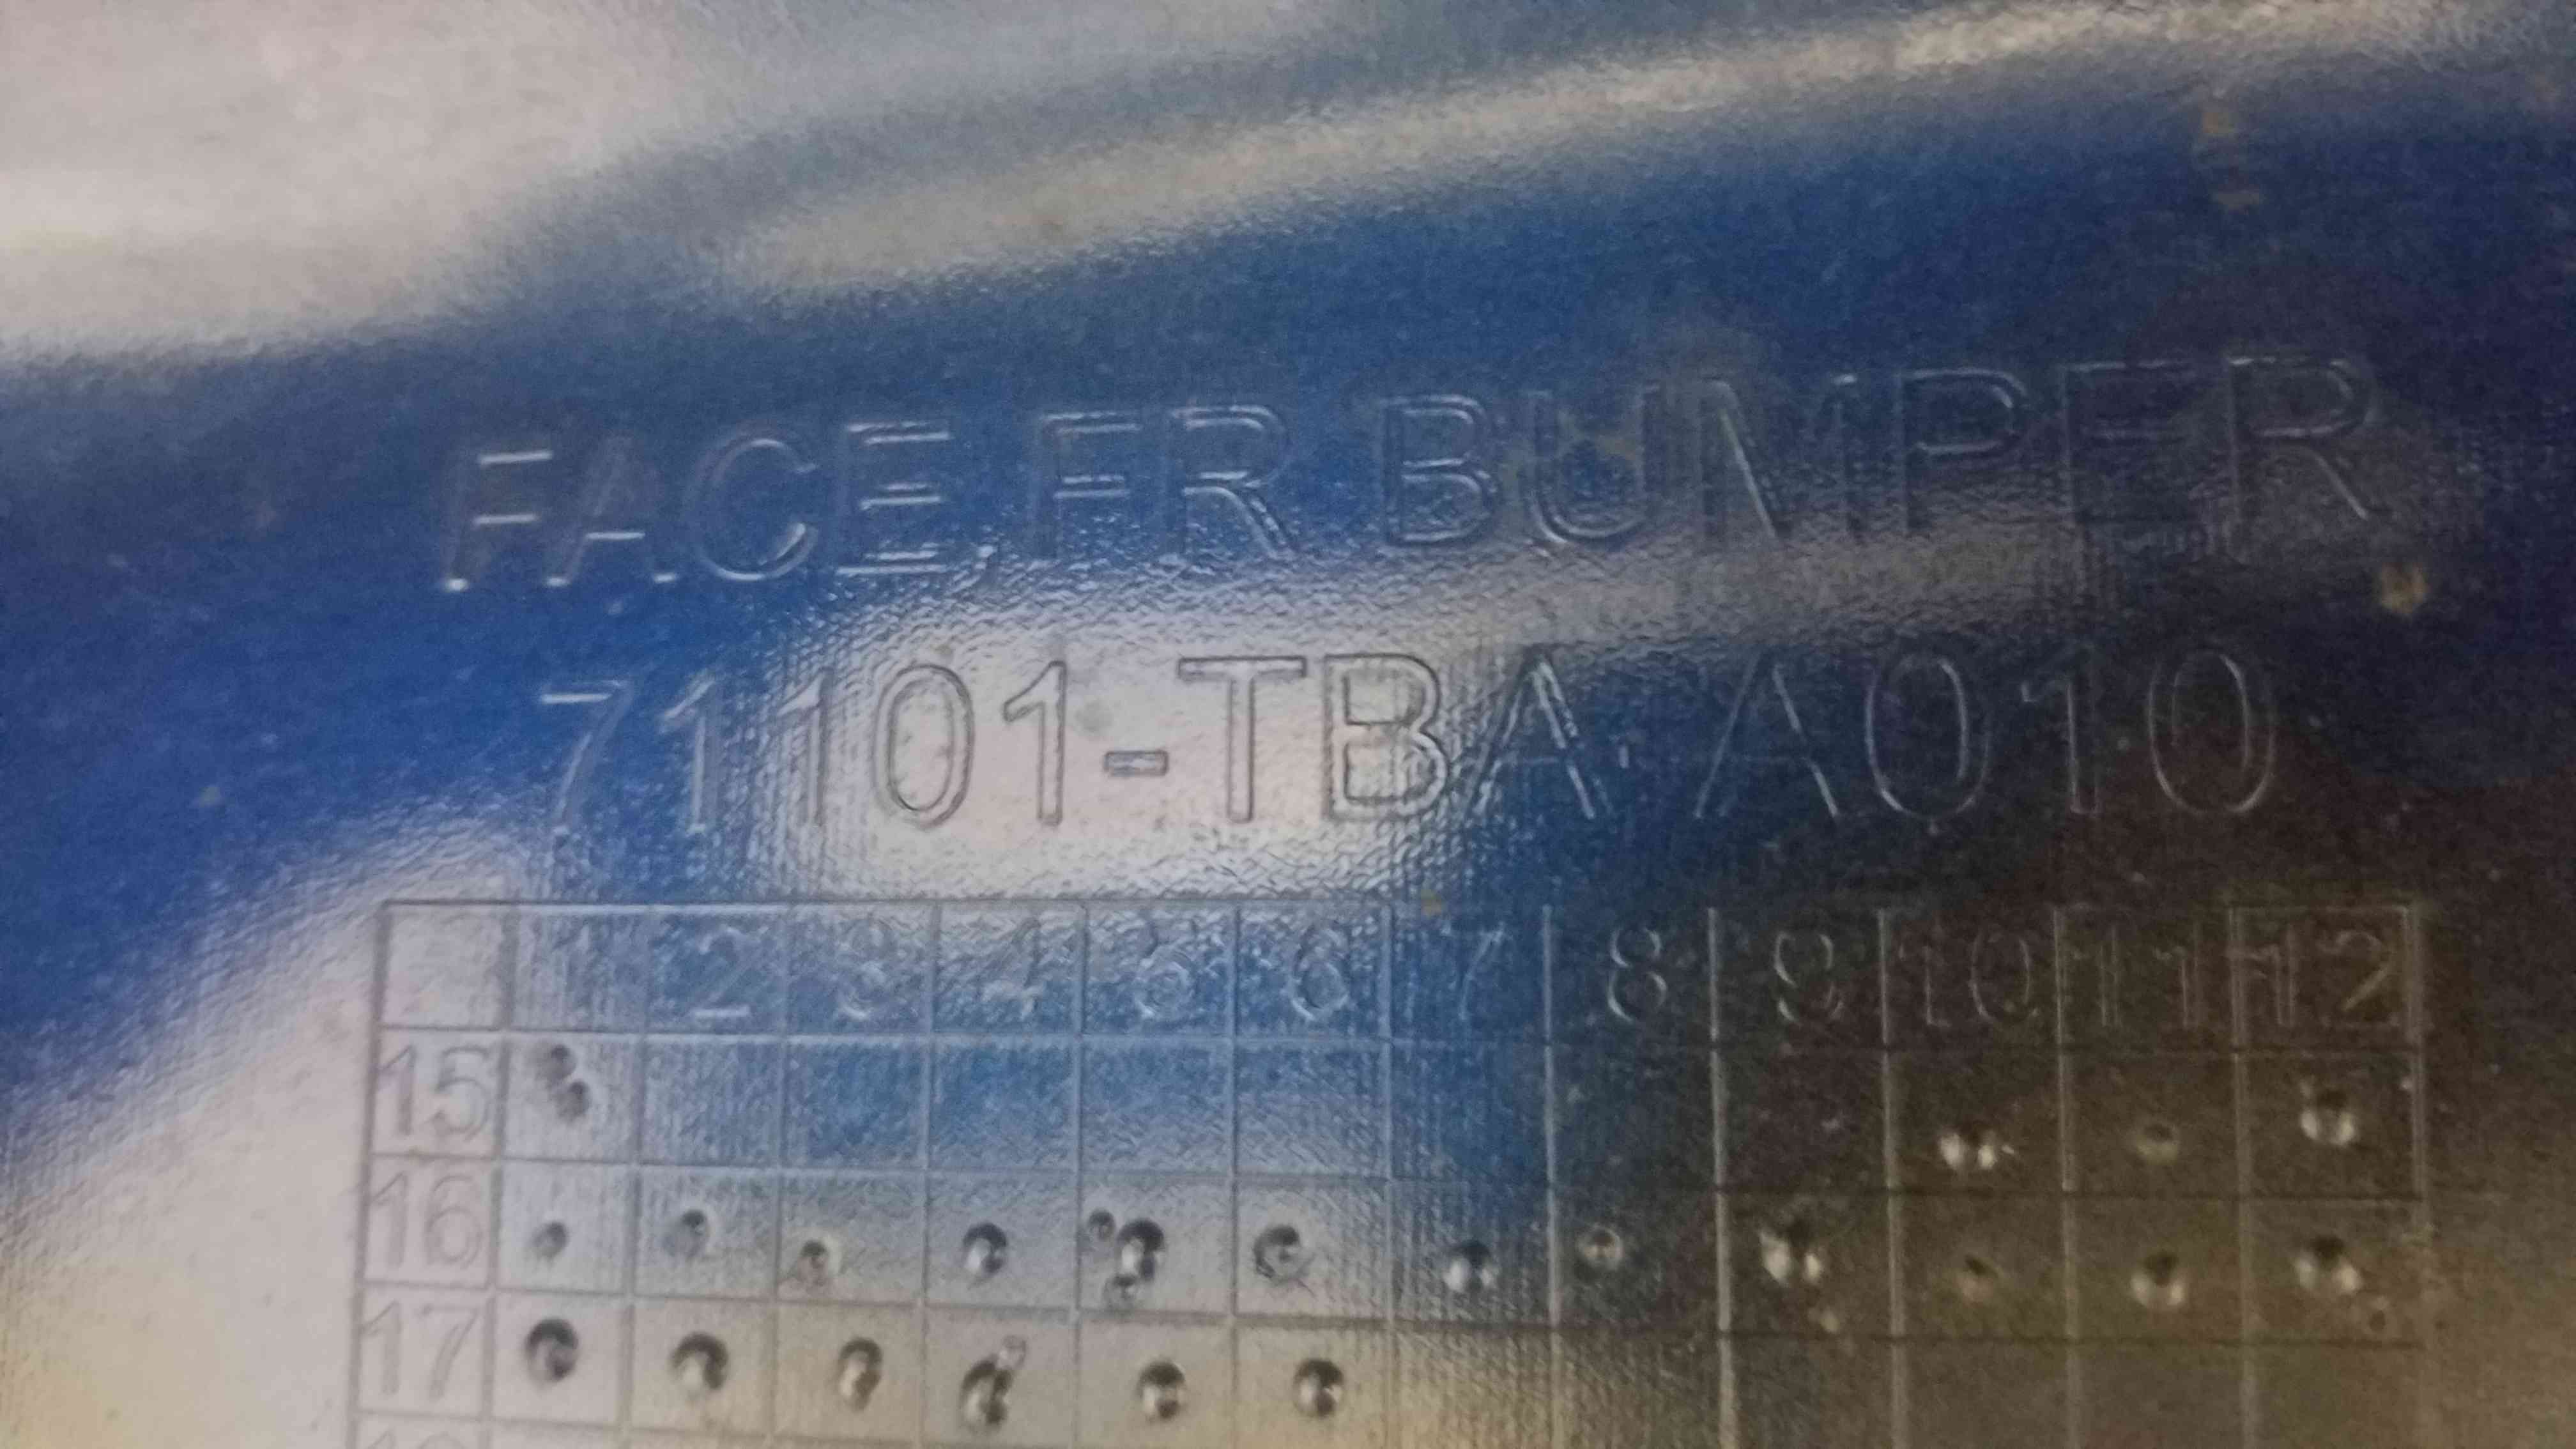 FACE,FR BUMPER
71101-TBA-A010
1 2 3 4 5 6 7 8 9 10 11 12
15
16
17